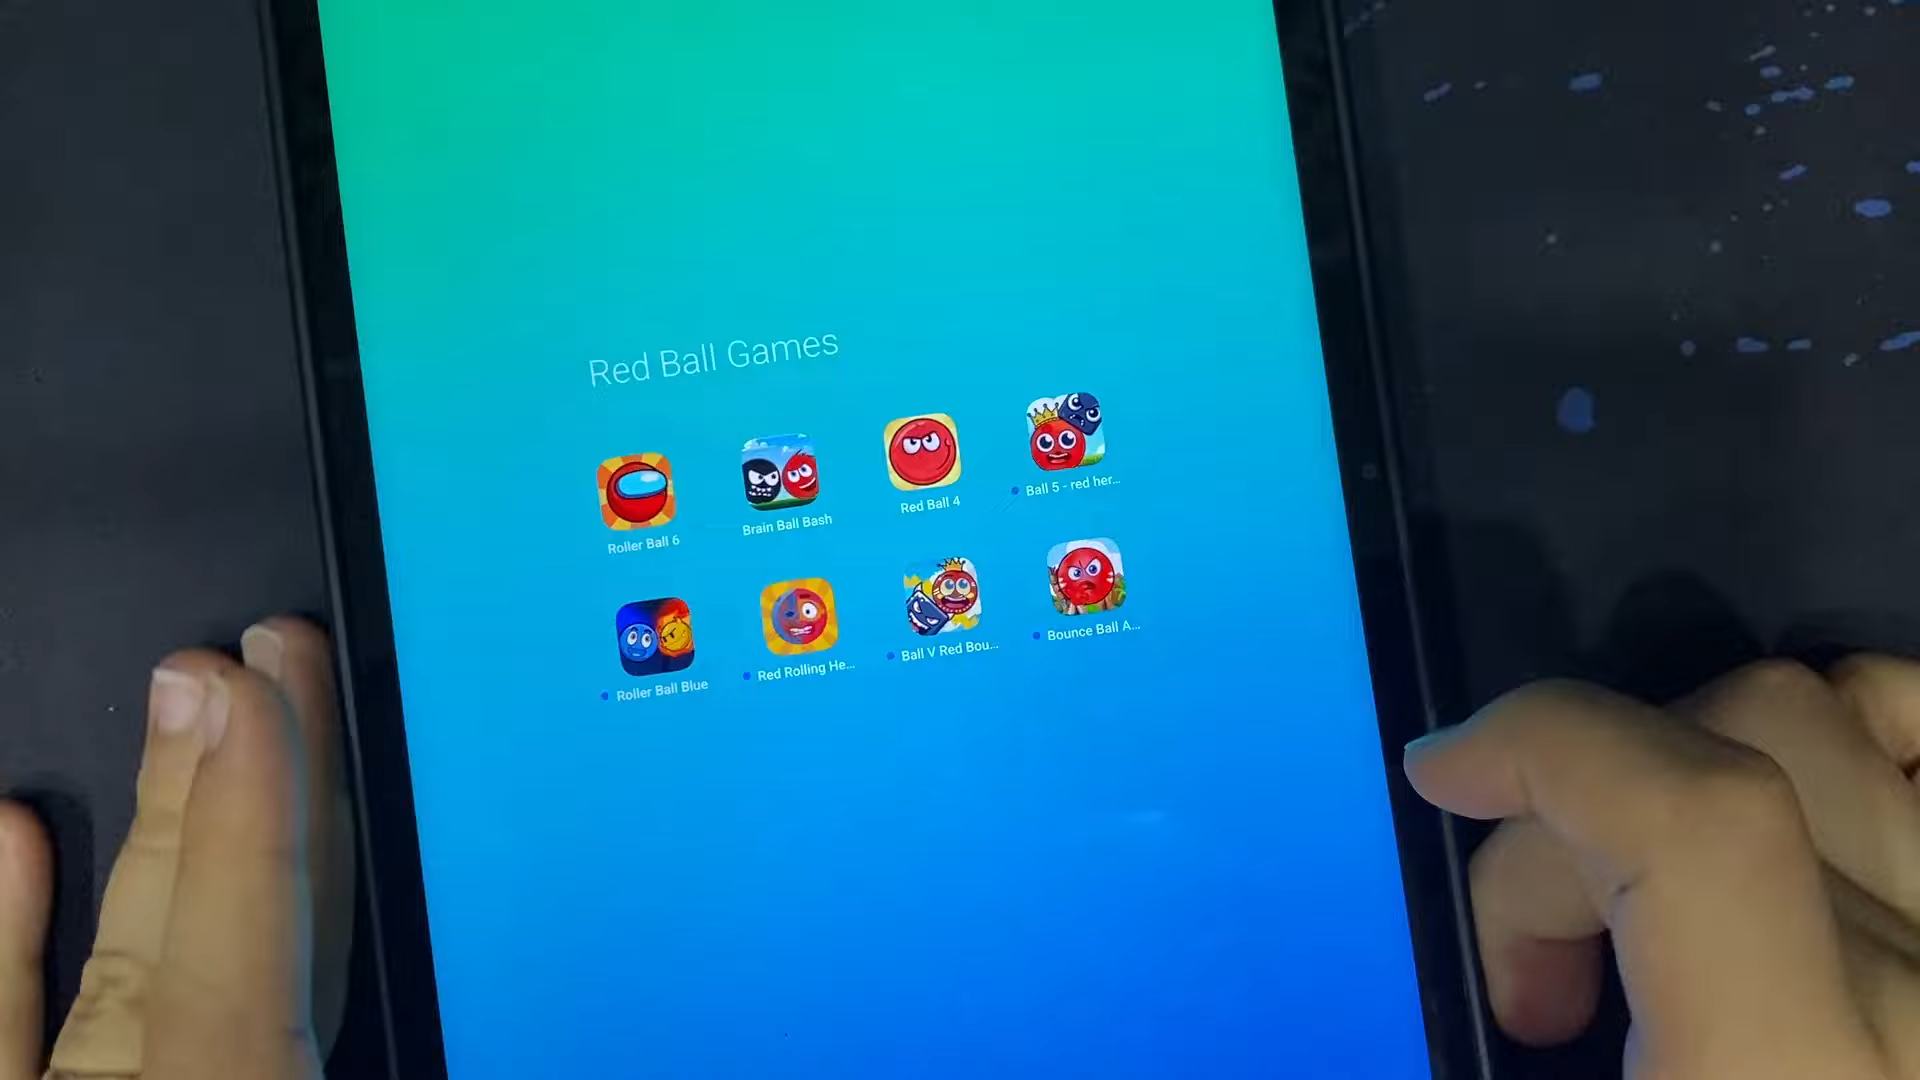 Red Ball Games
Roller Ball 6
Brain Ball Bash
Red Ball 4
Ball 5 - red her...
Roller Ball Blue
Red Rolling He...
Ball V Red Bou...
Bounce Ball A...